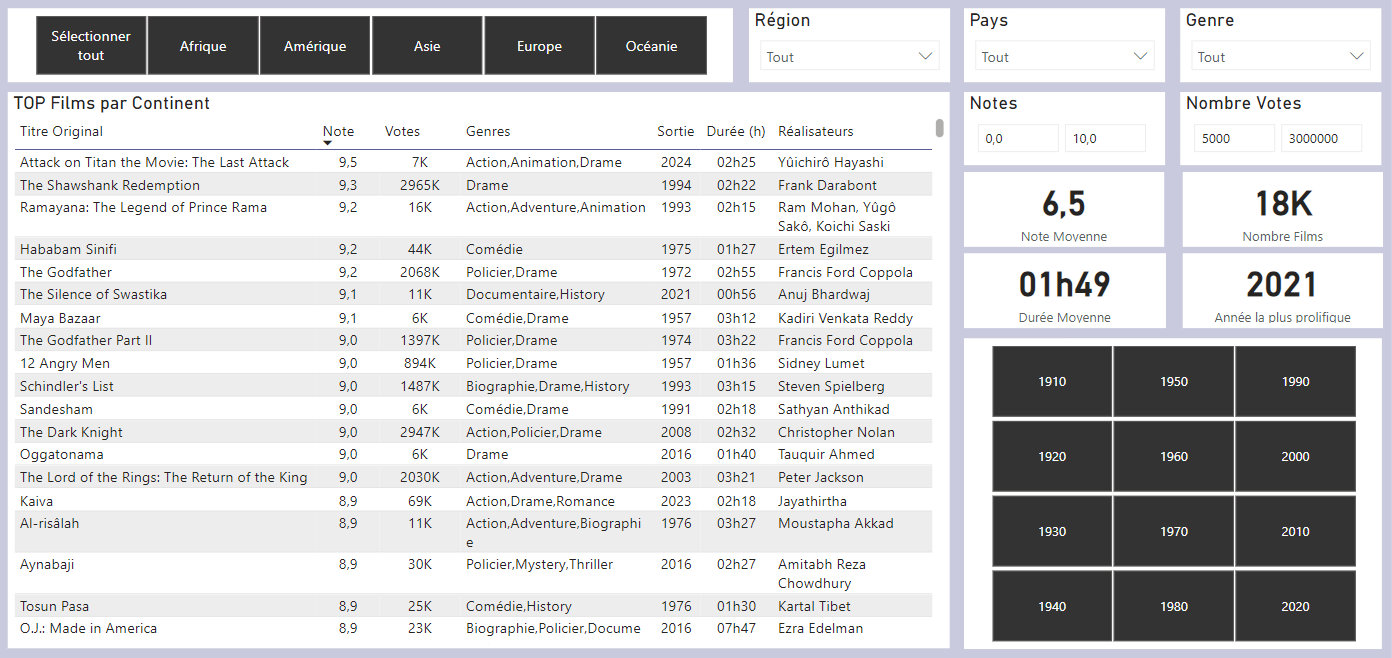 Sélectionner tout
Afrique
Amérique
Asie
Europe
Océanie
Région
Tout
Pays
Tout
Genre
Tout
TOP Films par Continent
Titre Original Note Votes Genres Sortie Durée (h) Réalisateurs
Attack on Titan the Movie: The Last Attack 9,5 7K Action,Animation,Drame 2024 02h25 Yûichirô Hayashi
The Shawshank Redemption 9,3 2965K Drame 1994 02h22 Frank Darabont
Ramayana: The Legend of Prince Rama 9,2 16K Action,Adventure,Animation 1993 02h15 Ram Mohan, Yûgô
Sakô, Koichi Saski
Hababam Sinifi 9,2 44K Comédie 1975 01h27 Ertem Egilmez
The Godfather 9,2 2068K Policier,Drame 1972 02h55 Francis Ford Coppola
The Silence of Swastika 9,1 11K Documentaire,History 2021 00h56 Anuj Bhardwaj
Maya Bazaar 9,1 6K Comédie,Drame 1957 03h12 Kadiri Venkata Reddy
The Godfather Part II 9,0 1397K Policier,Drame 1974 03h22 Francis Ford Coppola
12 Angry Men 9,0 894K Policier,Drame 1957 01h36 Sidney Lumet
Schindler's List 9,0 1487K Biographie,Drame,History 1993 03h15 Steven Spielberg
Sandesham 9,0 6K Comédie,Drame 1991 02h18 Sathyan Anthikad
The Dark Knight 9,0 2947K Action,Policier,Drame 2008 02h32 Christopher Nolan
Oggatonama 9,0 6K Drame 2016 01h40 Tauquir Ahmed
The Lord of the Rings: The Return of the King 9,0 2030K Action,Adventure,Drame 2003 03h21 Peter Jackson
Kaiva 8,9 69K Action,Drame,Romance 2023 02h18 Jayathirtha
Al-risâlah 8,9 11K Action,Adventure,Biographi 1976 03h27 Moustapha Akkad
e
Aynabaji 8,9 30K Policier,Mystery,Thriller 2016 02h27 Amitabh Reza
Chowdhury
Tosun Pasa 8,9 25K Comédie,History 1976 01h30 Kartal Tibet
O.J.: Made in America 8,9 23K Biographie,Policier,Docume 2016 07h47 Ezra Edelman
Notes
0,0 10,0
Nombre Votes
5000 3000000
6,5
Note Moyenne
18K
Nombre Films
01h49
Durée Moyenne
2021
Année la plus prolifique
1910 1950 1990
1920 1960 2000
1930 1970 2010
1940 1980 2020